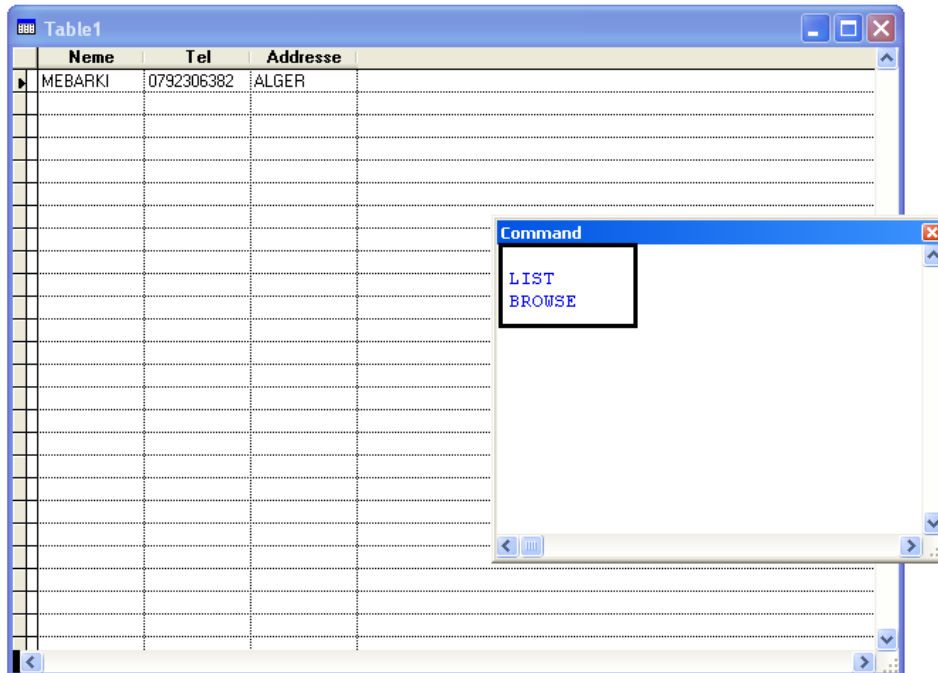 Table1
Neme Tel Addresse
MEBARKI 0792306382 ALGER
Command
LIST
BROWSE